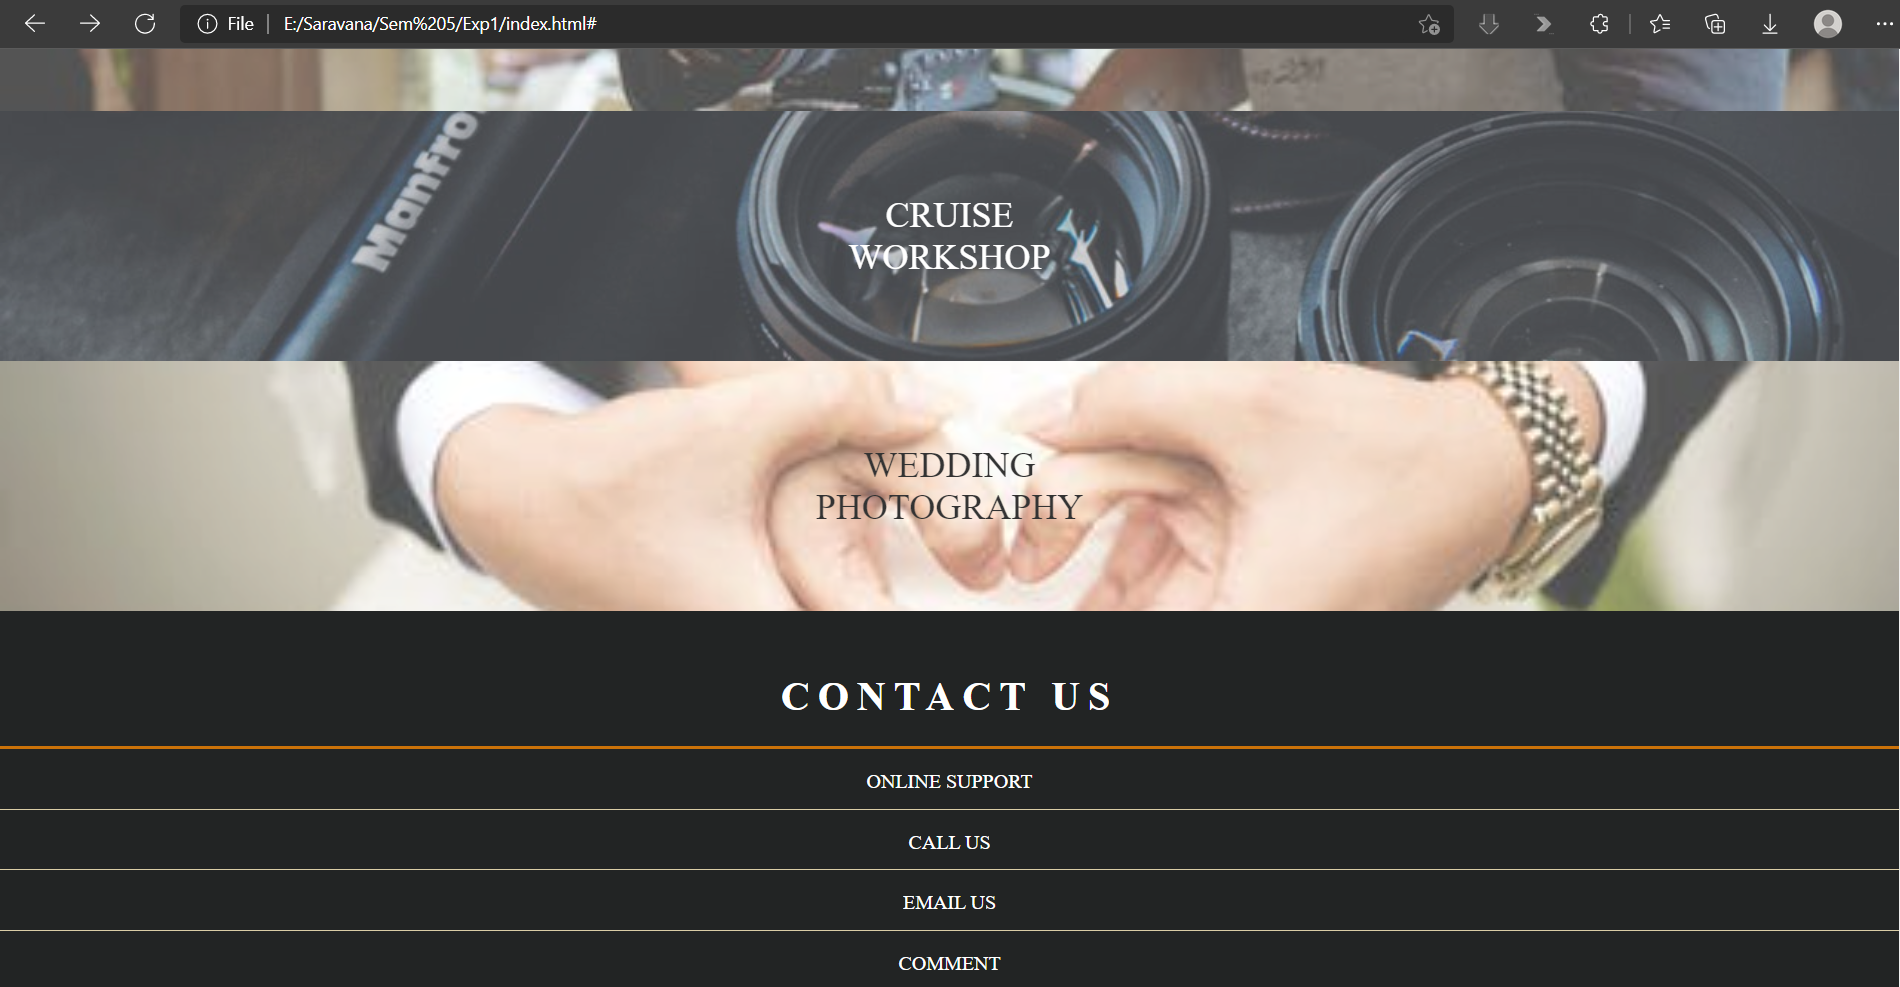 File
E:/Saravana/Sem%205/Exp1/index.html#
Manfro
CRUISE
WORKSHOP
WEDDING
PHOTOGRAPHY
CONTACT US
ONLINE SUPPORT
CALL US
EMAIL US
COMMENT